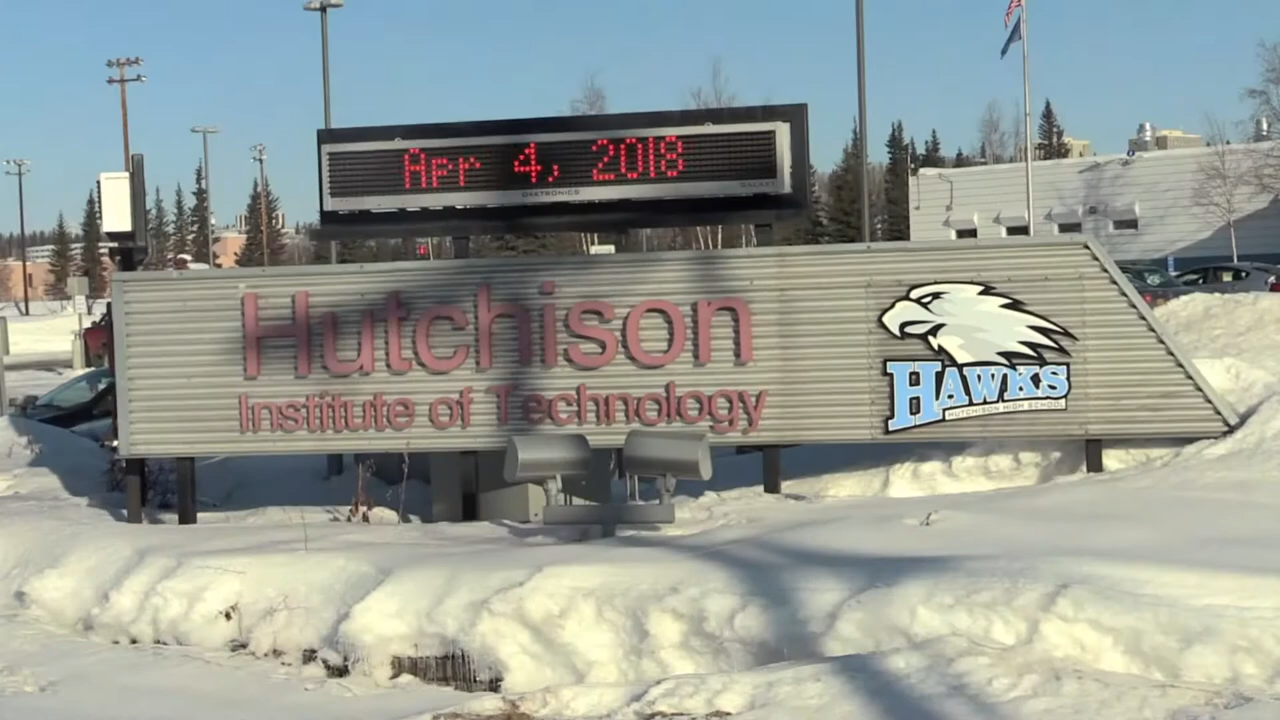 Apr 4, 2018
DAKTRONICS
GALAXY
Hutchison
Institute of Technology
HAWKS
HUTCHISON HIGH SCHOOL